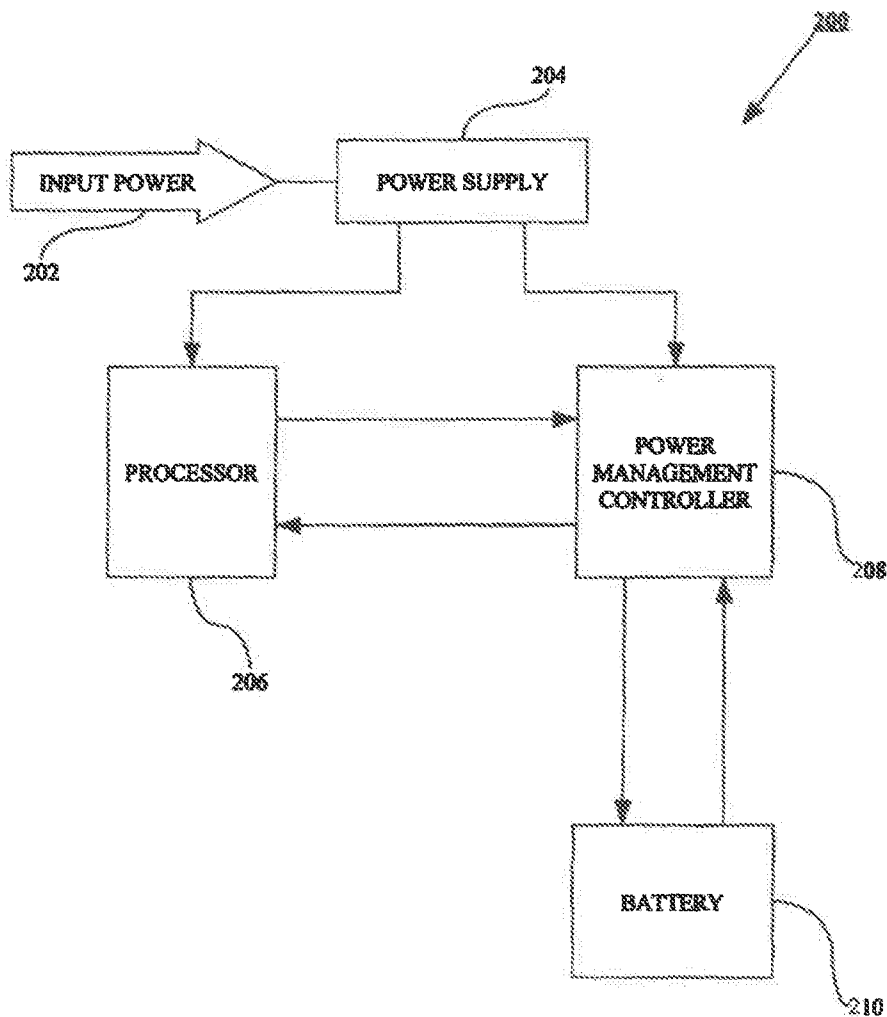 200
204
INPUT POWER
POWER SUPPLY
202
PROCESSOR
POWER
MANAGEMENT
CONTROLLER
208
206
BATTERY
210